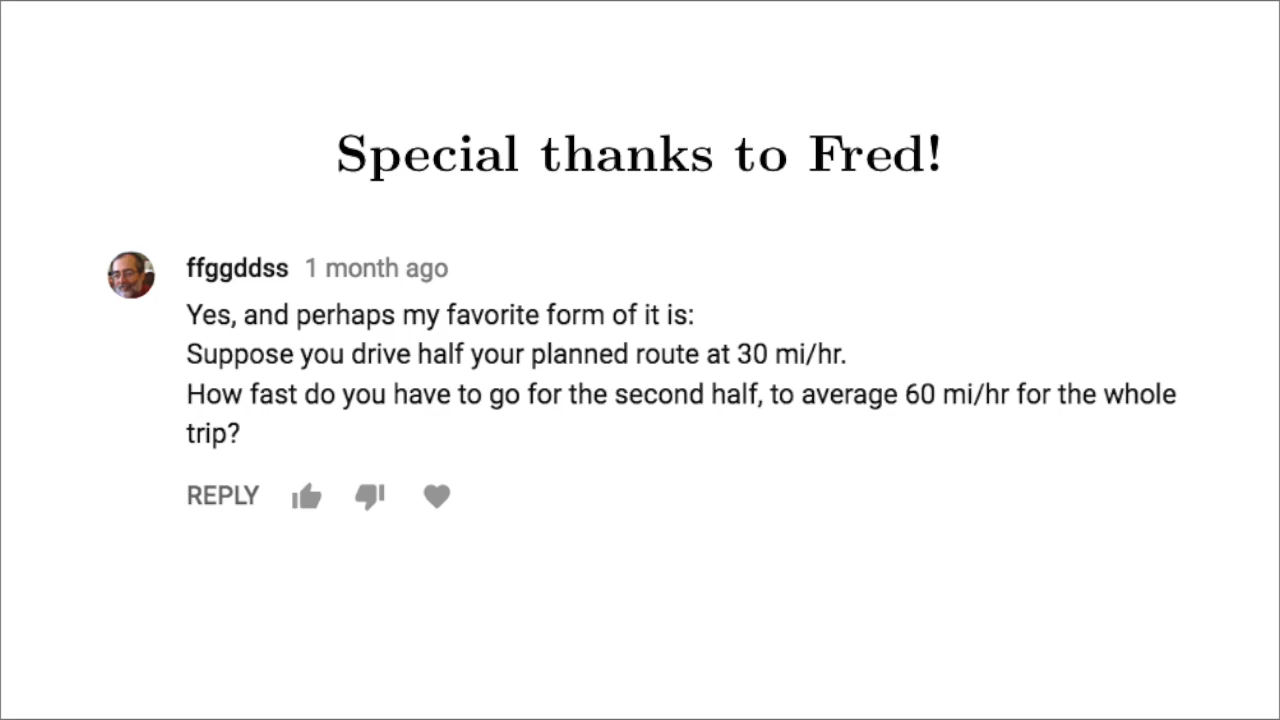 Special thanks to Fred!
ffggddss 1 month ago
Yes, and perhaps my favorite form of it is:
Suppose you drive half your planned route at 30 mi/hr.
How fast do you have to go for the second half, to average 60 mi/hr for the whole
trip?
REPLY